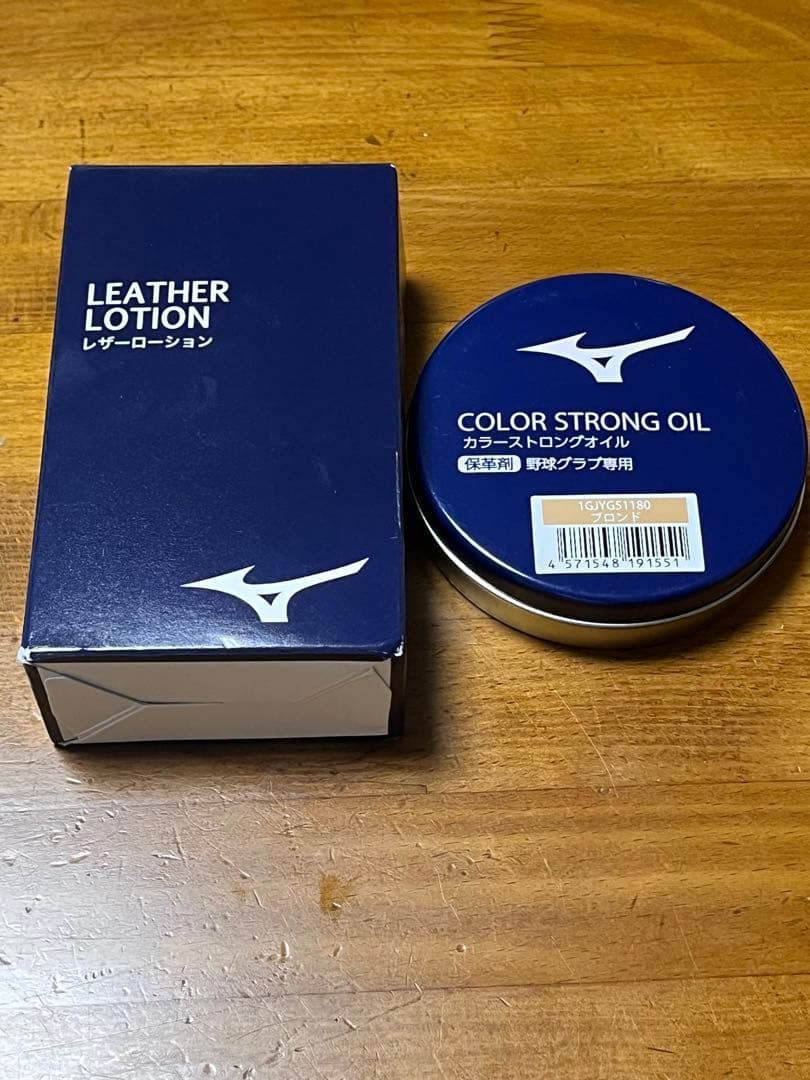 LEATHER
LOTION
レザーローション
COLOR STRONG OIL
カラーストロングオイル
保革剤 野球グラブ専用
1GJYG51180
ブロンド
4 571548 191551